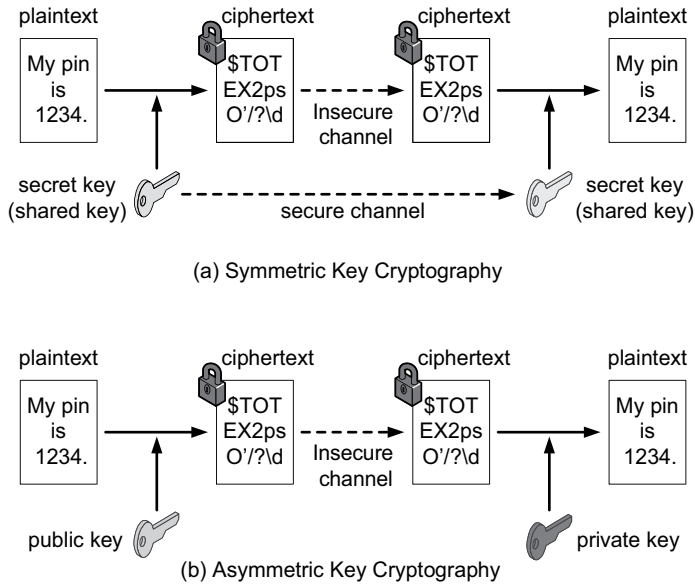 plaintext
ciphertext
ciphertext
plaintext
My pin
is
1234.
$TOT
EX2ps
O'/?\d
Insecure
channel
$TOT
EX2ps
O'/?\d
My pin
is
1234.
secret key
(shared key)
secure channel
secret key
(shared key)
(a) Symmetric Key Cryptography
plaintext
ciphertext
ciphertext
plaintext
My pin
is
1234.
$TOT
EX2ps
O'/?\d
Insecure
channel
$TOT
EX2ps
O'/?\d
My pin
is
1234.
public key
private key
(b) Asymmetric Key Cryptography